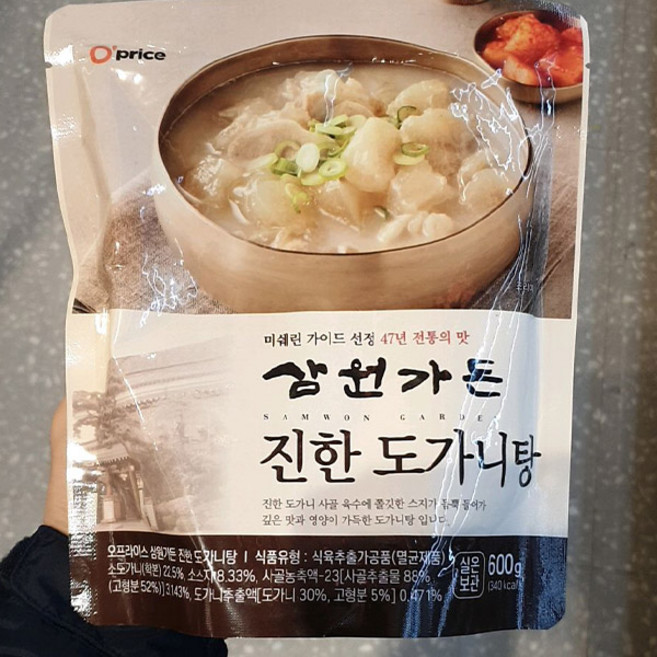 O'price
미쉐린 가이드 선정 47년 전통의 맛
삼원가든
SAMWON GARDEN
진한 도가니탕
진한 도가니 사골 육수에 쫄깃한 스지가 듬뿍 들어가
깊은 맛과 영양이 가득한 도가니탕 입니다.
오프라이스 삼원가든 진한 도가니탕 I 식품유형 : 식육추출가공품(멸균제품)
소도가니(학본) 22.5%, 소스지 8.33%, 사골농축액-23[사골추출물 88%
(고형분 52%)] 3.143%, 도가니추출액[도가니 30%, 고형분 5%] 0.471%
실온보관
600g
(340 kcal)